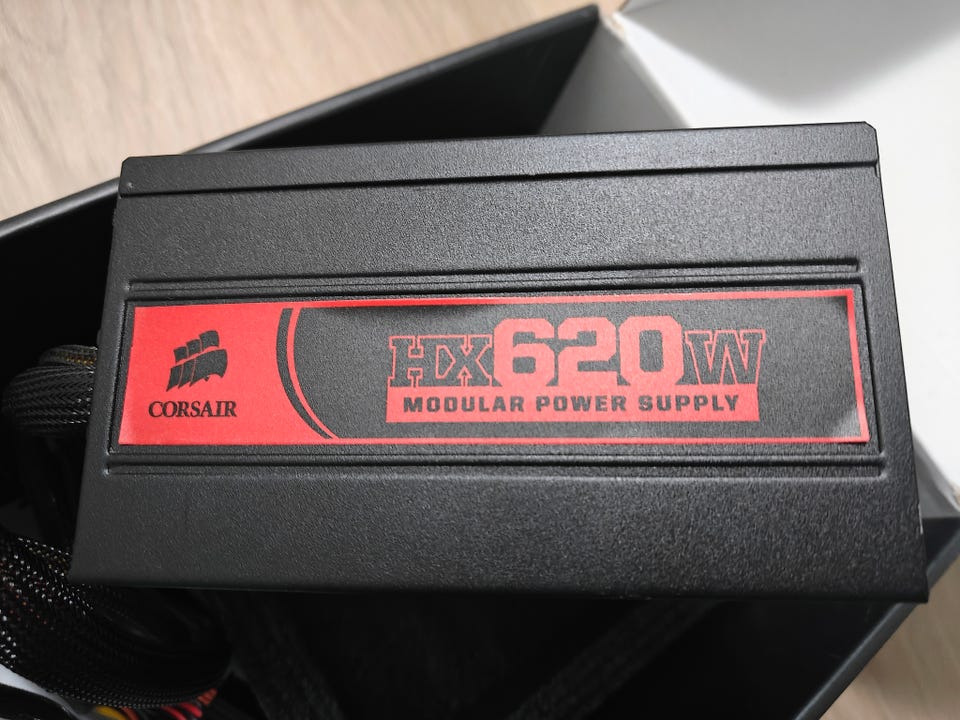 CORSAIR
HX620W
MODULAR POWER SUPPLY